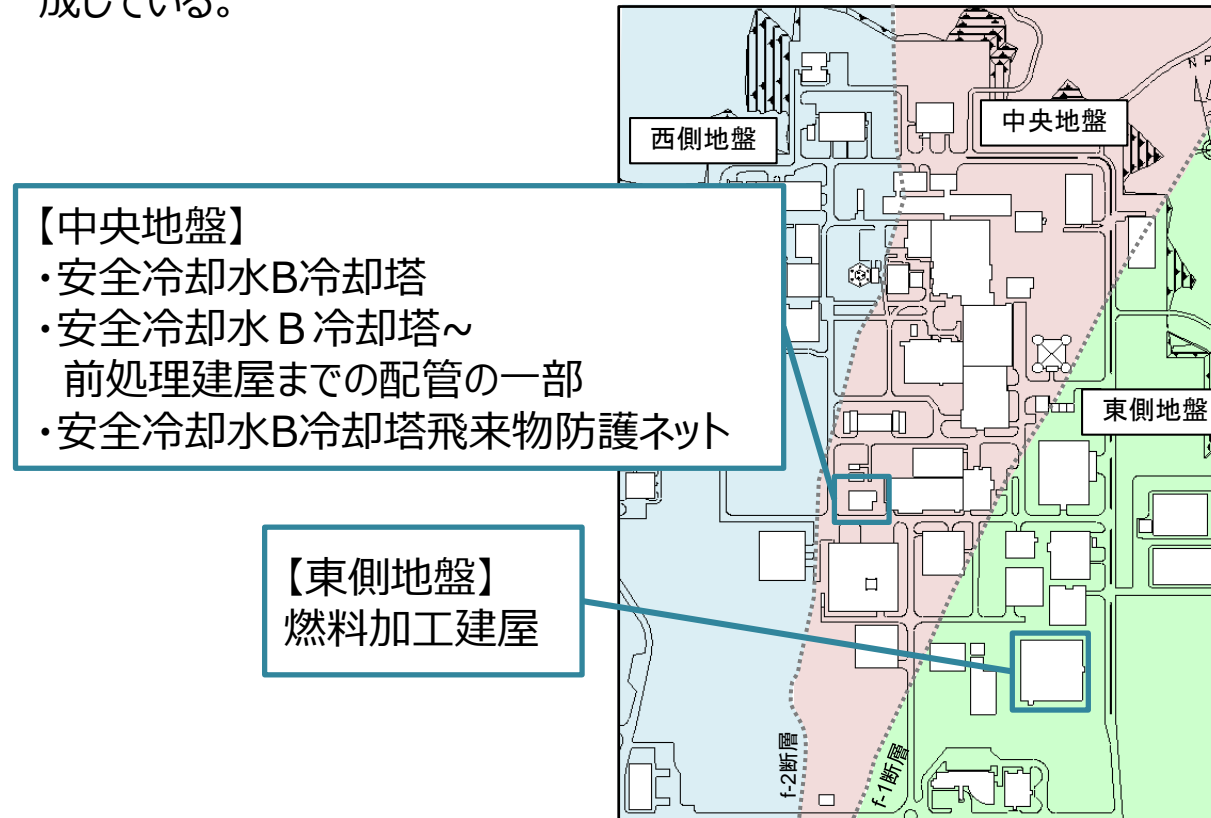 成している。
西側地盤
中央地盤
N P
【中央地盤】
・安全冷却水B冷却塔
・安全冷却水Ｂ冷却塔~
前処理建屋までの配管の一部
・安全冷却水B冷却塔飛来物防護ネット
東側地盤
【東側地盤】
燃料加工建屋
f-2断層
f-1断層